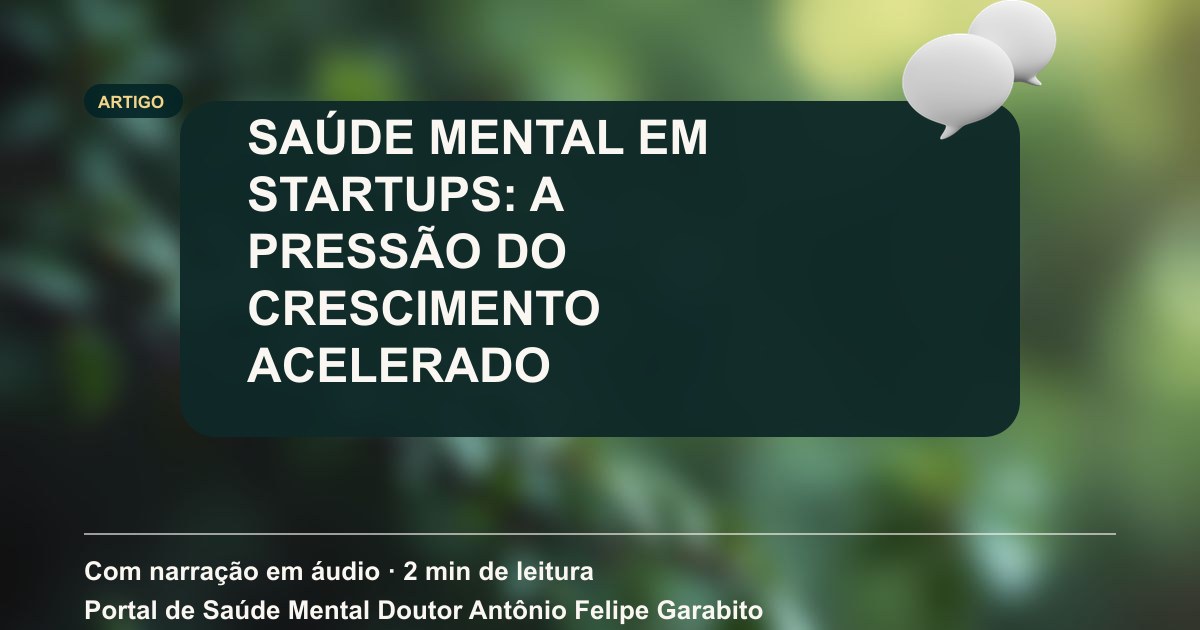 ARTIGO
SAÚDE MENTAL EM
STARTUPS: A
PRESSÃO DO
CRESCIMENTO
ACELERADO
Com narração em áudio · 2 min de leitura
Portal de Saúde Mental Doutor Antônio Felipe Garabito